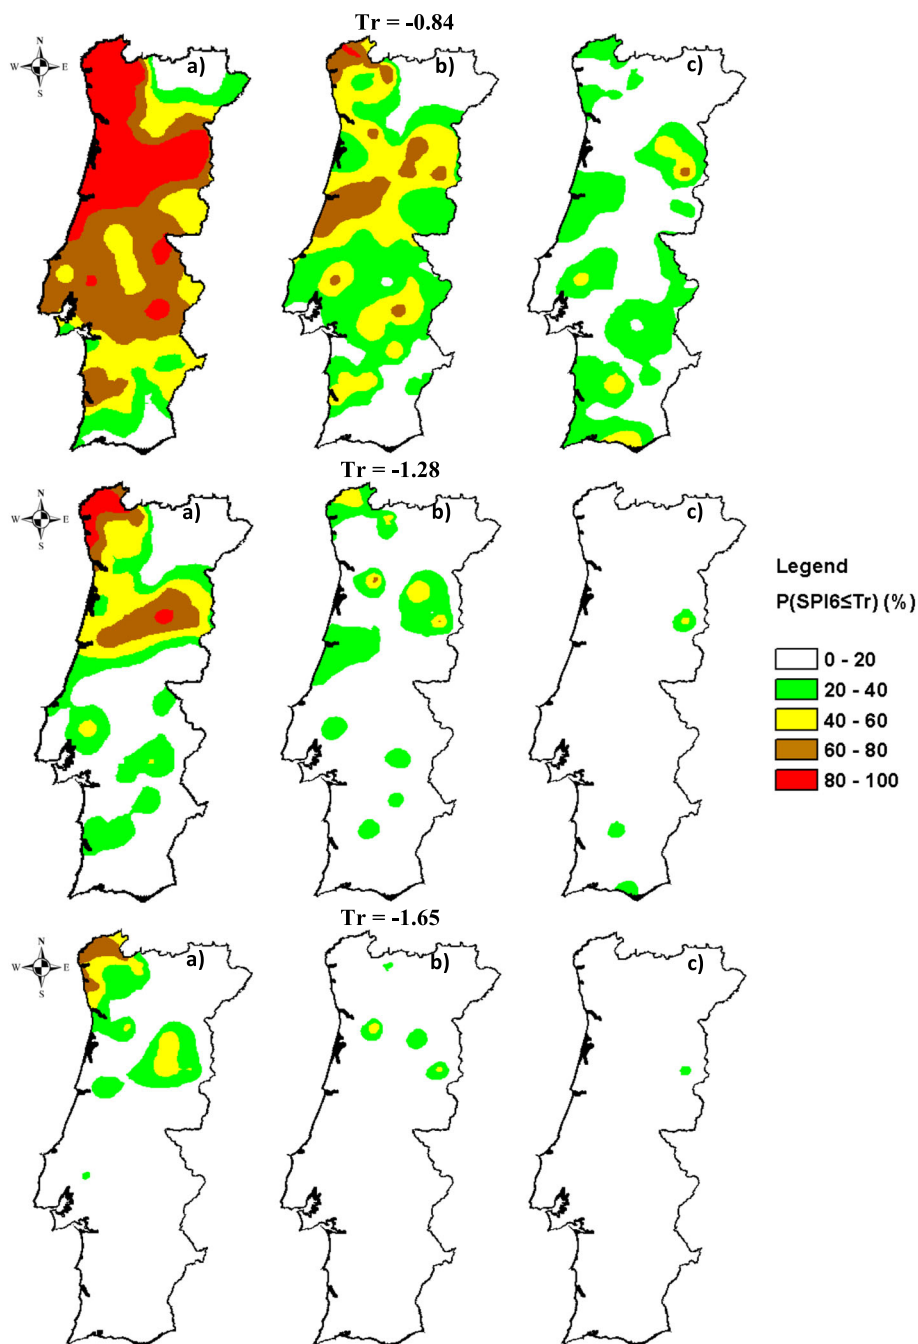 Tr = -0.84
N
W E
S
a)
b)
c)
Tr = -1.28
N
W E
S
a)
b)
c)
Legend
P(SPI6≤Tr) (%)
0 - 20
20 - 40
40 - 60
60 - 80
80 - 100
Tr = -1.65
N
W E
S
a)
b)
c)